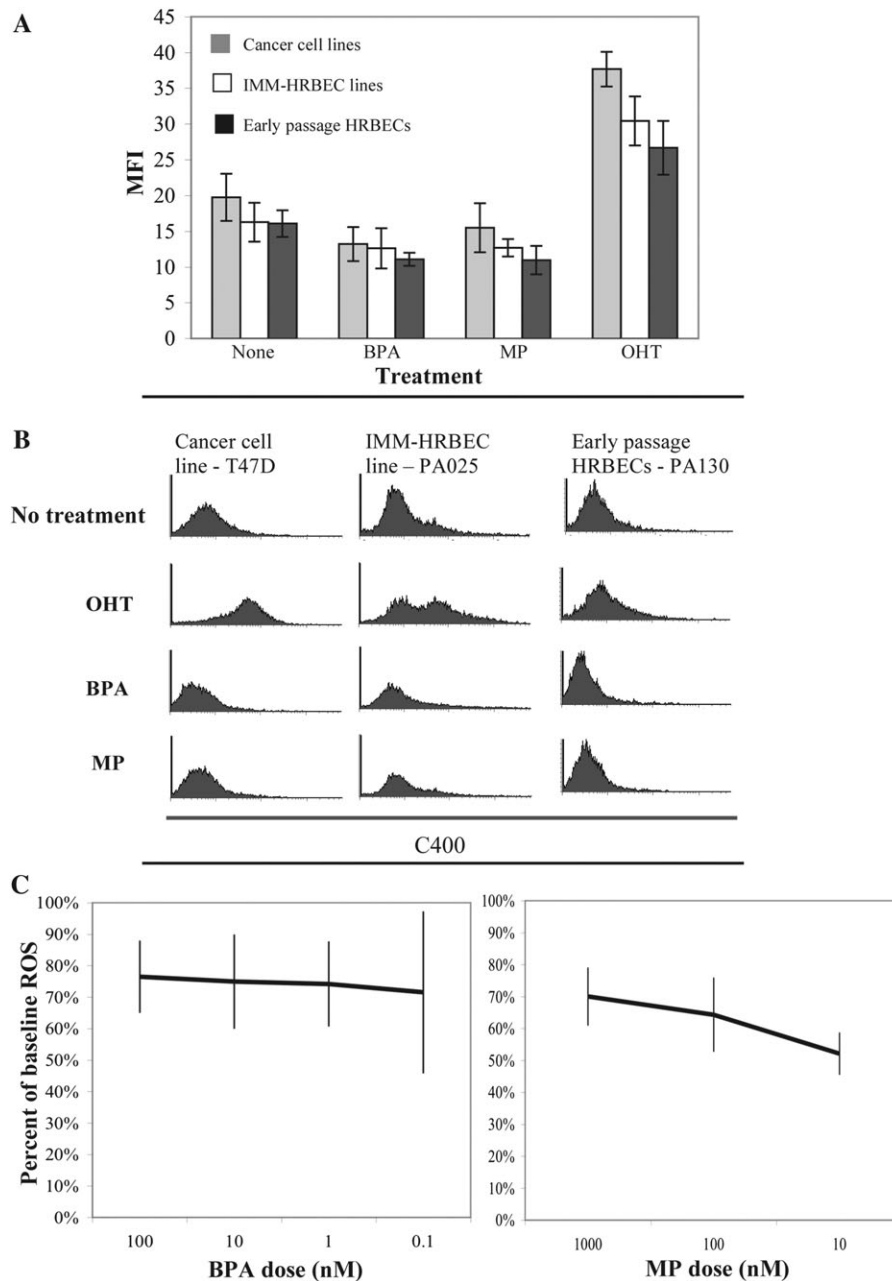 A
45
40
35
30
25
20
15
10
5
0
MFI
Cancer cell lines
IMM-HRBEC lines
Early passage HRBECs
None BPA MP OHT
Treatment
B
Cancer cell
line - T47D
IMM-HRBEC
line – PA025
Early passage
HRBECs - PA130
No treatment
OHT
BPA
MP
C400
C
Percent of baseline ROS
100%
90%
80%
70%
60%
50%
40%
30%
20%
10%
0%
100 10 1 0.1
BPA dose (nM)
100%
90%
80%
70%
60%
50%
40%
30%
20%
10%
0%
1000 100 10
MP dose (nM)